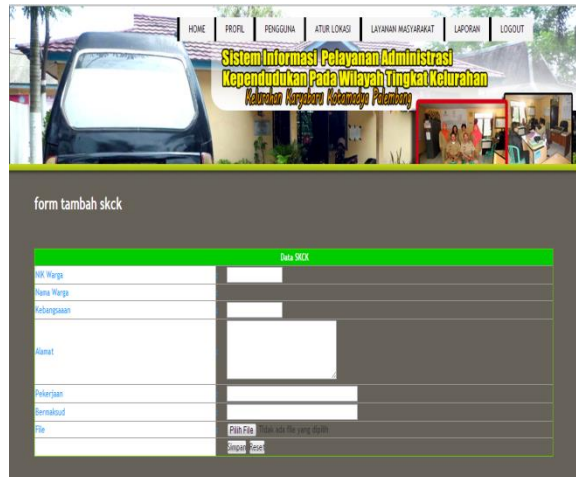 HOME PROFIL PENGGUNA ATUR LOKASI LAYANAN MASYARAKAT LAPORAN LOGOUT
Sistem Informasi Pelayanan Administrasi
Kependudukan Pada Wilayah Tingkat Kelurahan
Kelurahan Karyabaru Kotamadya Palembang
form tambah skck
Data SKCK
NIK Warga :
Nama Warga :
Kebangsaaan :
Alamat :
Pekerjaan :
Bermaksud :
File : Pilih File Tidak ada file yang dipilih
Simpan Reset